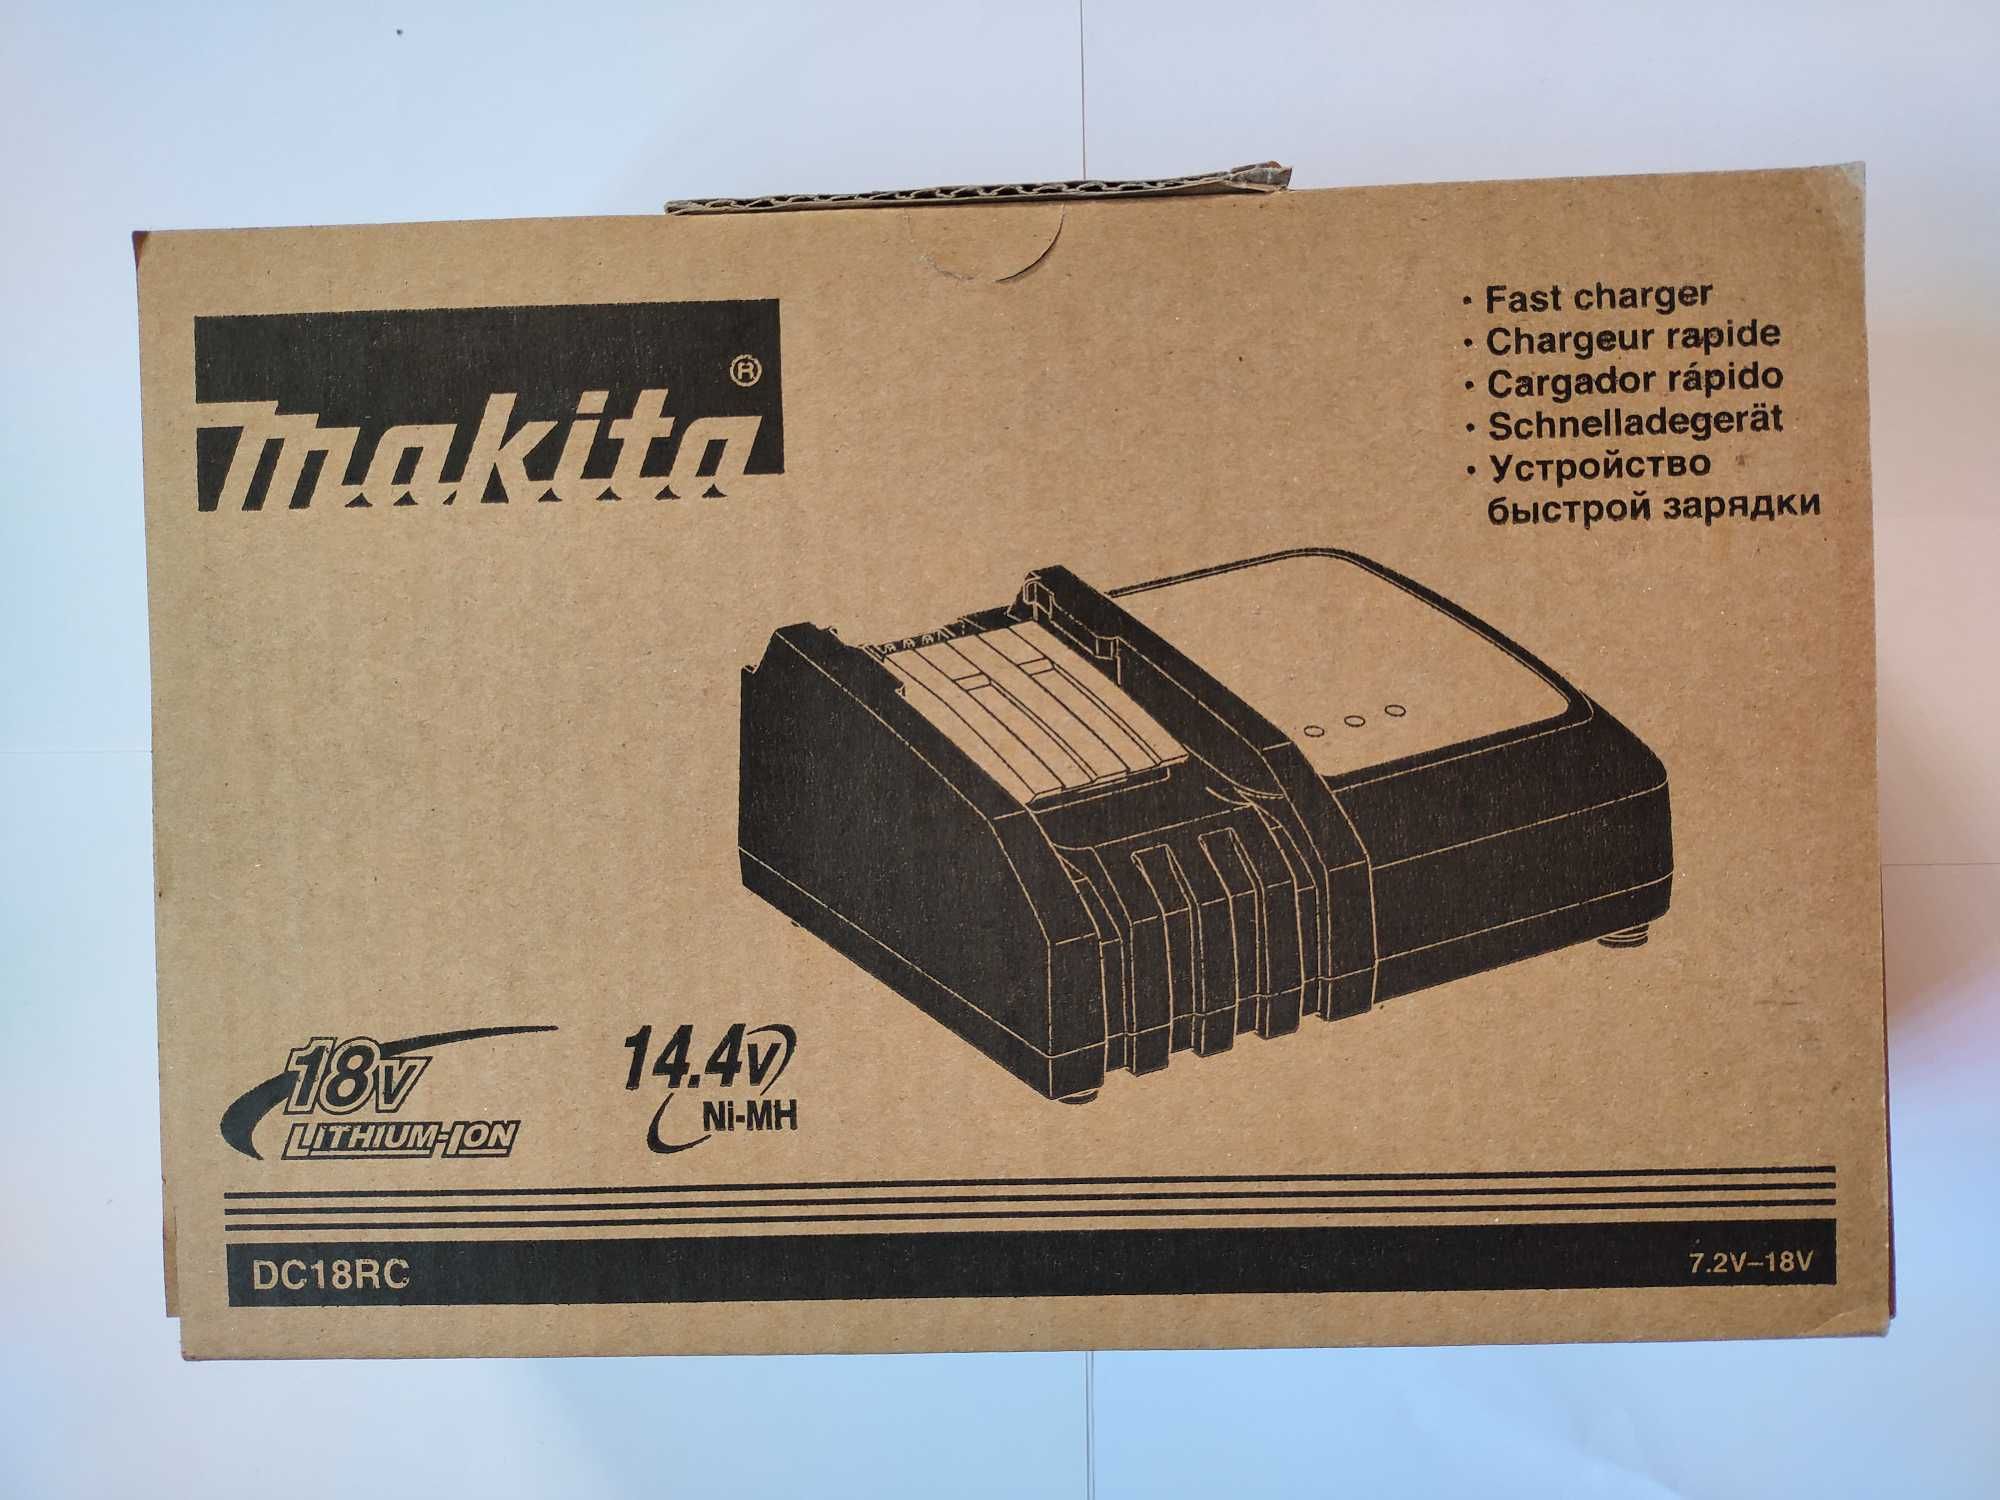 makita®
• Fast charger
• Chargeur rapide
• Cargador rápido
• Schnelladegerät
• Устройство
быстрой зарядки
18V
LITHIUM-ION
14.4V
Ni-MH
DC18RC
7.2V–18V